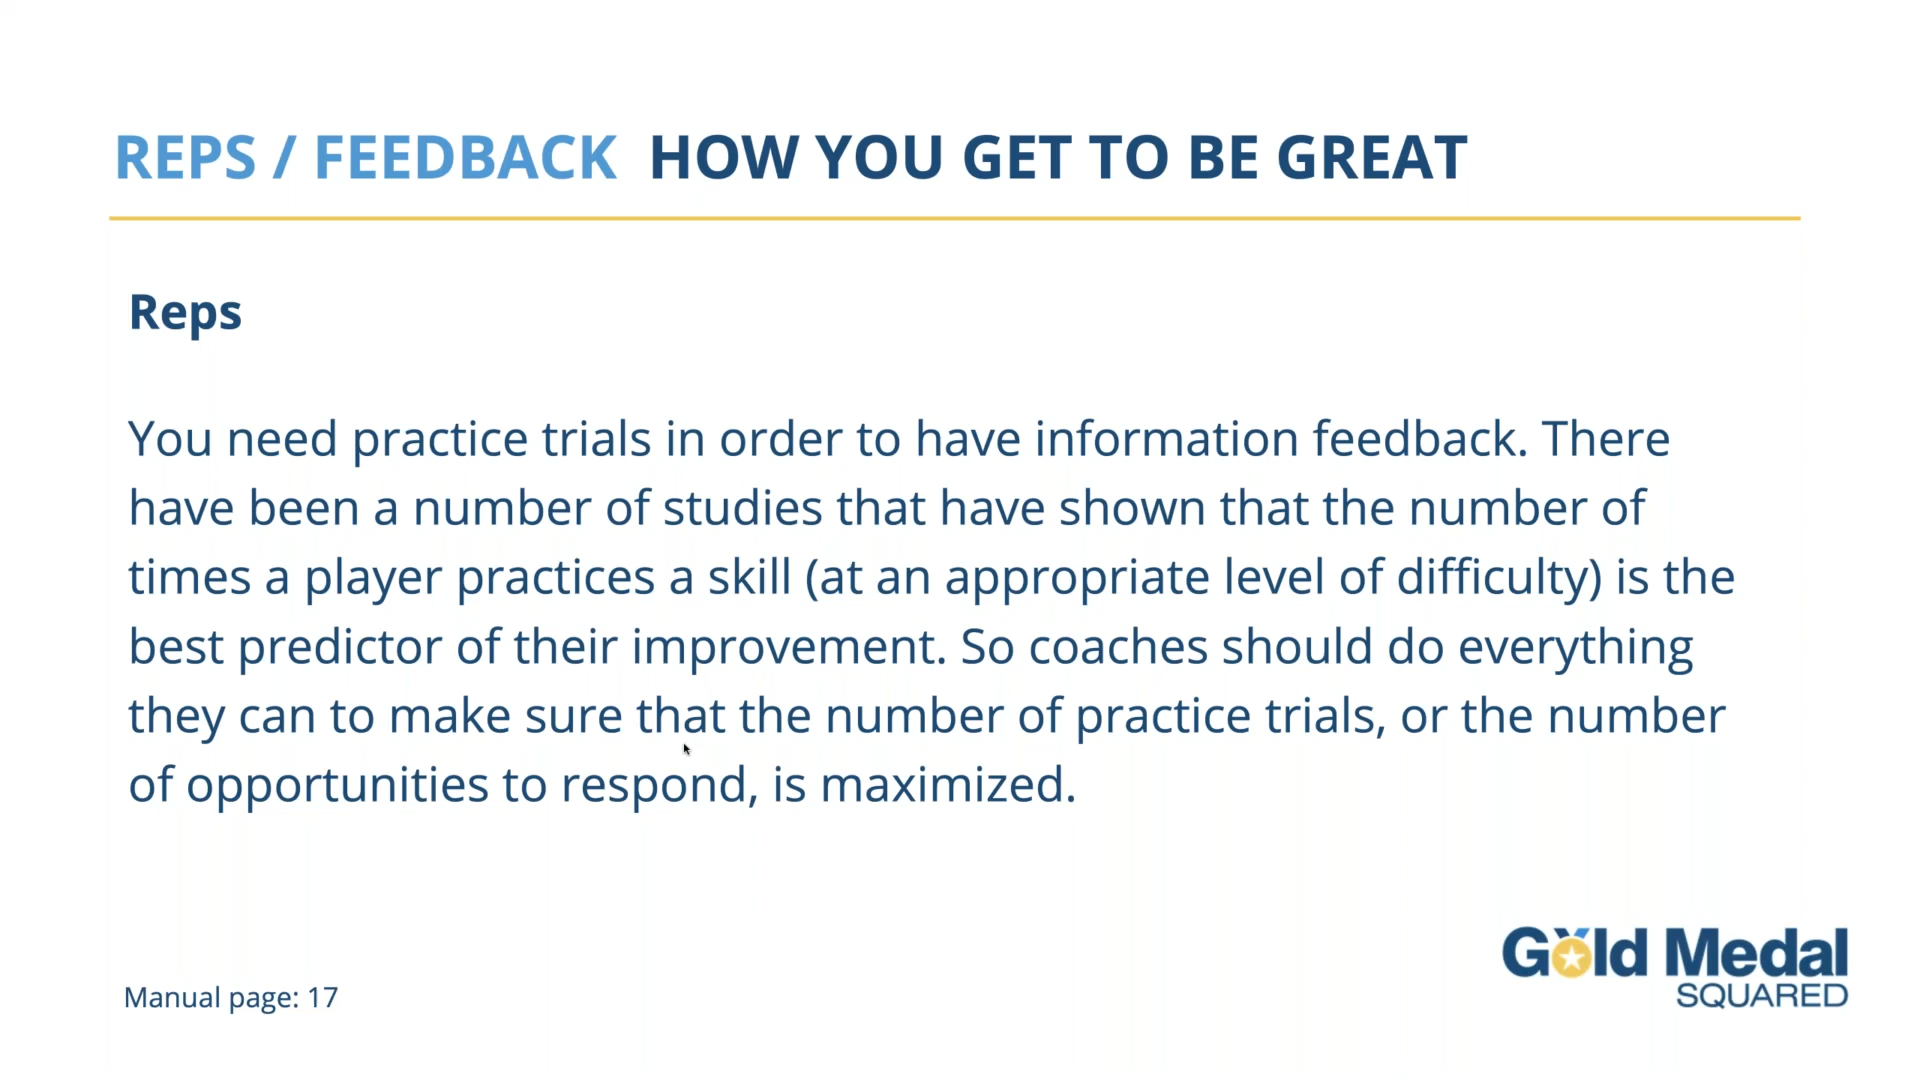 REPS / FEEDBACK HOW YOU GET TO BE GREAT
Reps
You need practice trials in order to have information feedback. There
have been a number of studies that have shown that the number of
times a player practices a skill (at an appropriate level of difficulty) is the
best predictor of their improvement. So coaches should do everything
they can to make sure that the number of practice trials, or the number
of opportunities to respond, is maximized.
Gold Medal
SQUARED
Manual page: 17